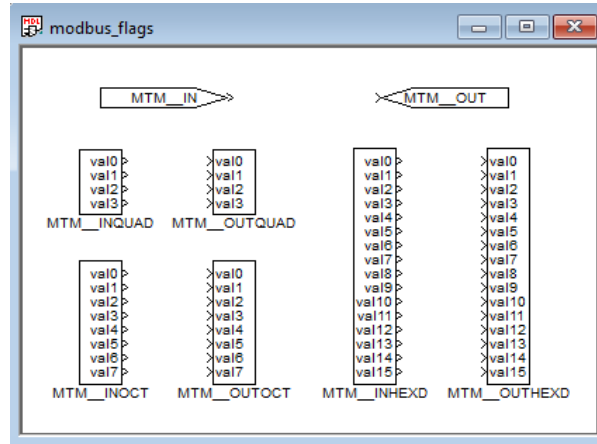 MDL modbus_flags
MTM__IN
MTM__OUT
val0
val1
val2
val3
MTM__INQUAD
val0
val1
val2
val3
MTM__OUTQUAD
val0
val1
val2
val3
val4
val5
val6
val7
MTM__INOCT
val0
val1
val2
val3
val4
val5
val6
val7
MTM__OUTOCT
val0
val1
val2
val3
val4
val5
val6
val7
val8
val9
val10
val11
val12
val13
val14
val15
MTM__INHEXD
val0
val1
val2
val3
val4
val5
val6
val7
val8
val9
val10
val11
val12
val13
val14
val15
MTM__OUTHEXD